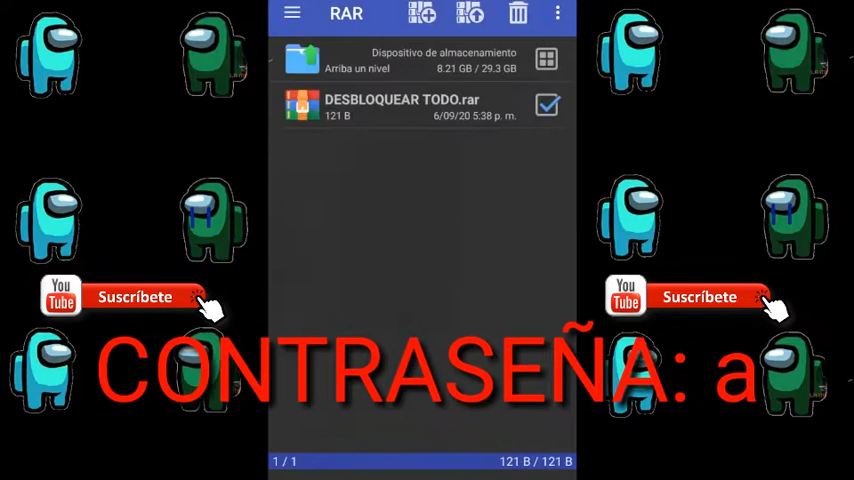 RAR
Dispositivo de almacenamiento
Arriba un nivel 8.21 GB / 29.3 GB
DESBLOQUEAR TODO.rar
121 B 6/09/20 5:38 p. m.
You Tube Suscríbete
You Tube Suscríbete
CONTRASEÑA: a
1 / 1 121 B / 121 B